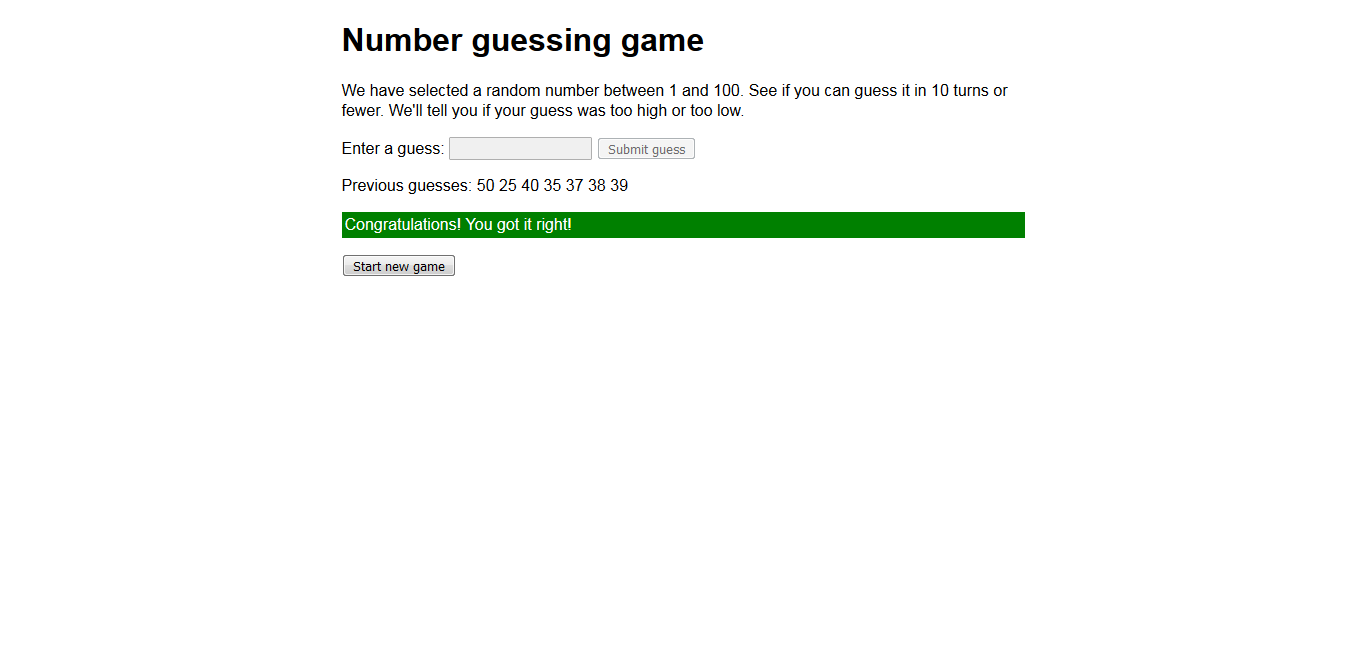 Number guessing game
We have selected a random number between 1 and 100. See if you can guess it in 10 turns or
fewer. We'll tell you if your guess was too high or too low.
Enter a guess: Submit guess
Previous guesses: 50 25 40 35 37 38 39
Congratulations! You got it right!
Start new game